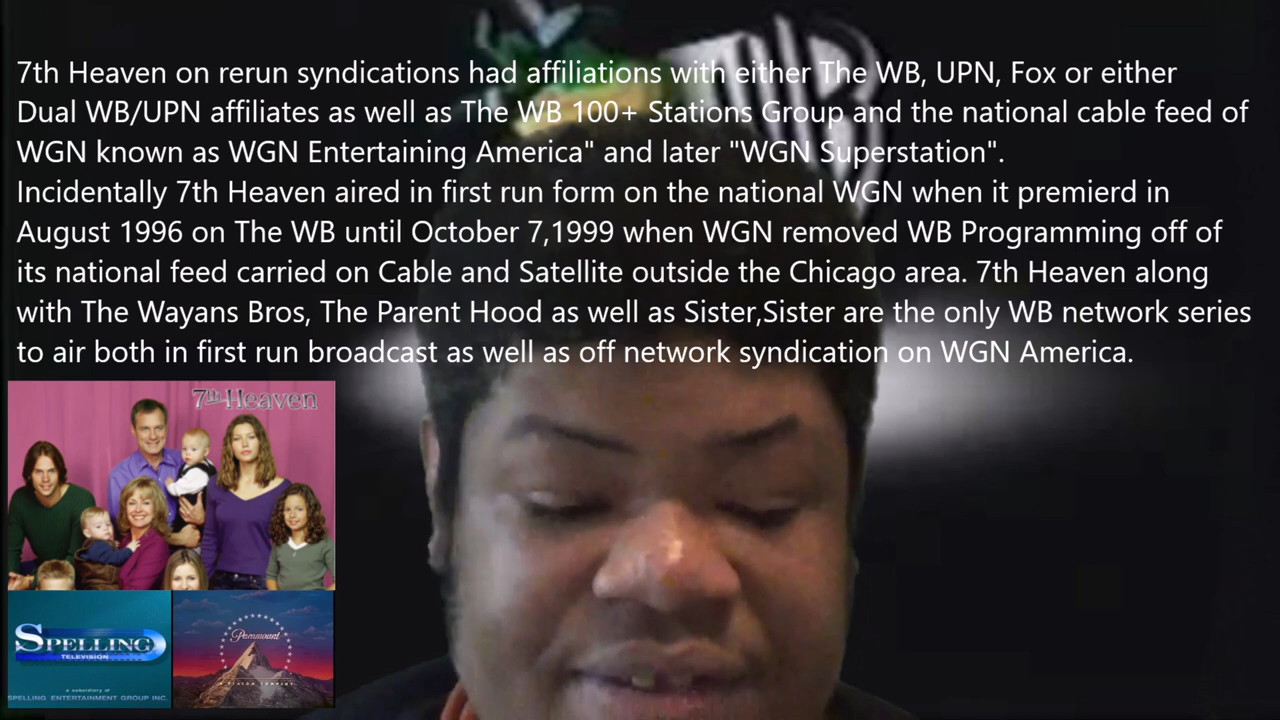 7th Heaven on rerun syndications had affiliations with either The WB, UPN, Fox or either
Dual WB/UPN affiliates as well as The WB 100+ Stations Group and the national cable feed of
WGN known as WGN Entertaining America" and later "WGN Superstation".
Incidentally 7th Heaven aired in first run form on the national WGN when it premierd in
August 1996 on The WB until October 7,1999 when WGN removed WB Programming off of
its national feed carried on Cable and Satellite outside the Chicago area. 7th Heaven along
with The Wayans Bros, The Parent Hood as well as Sister,Sister are the only WB network series
to air both in first run broadcast as well as off network syndication on WGN America.
WB
7th Heaven
SPELLING
TELEVISION
a subsidiary of
SPELLING ENTERTAINMENT GROUP INC.
Paramount